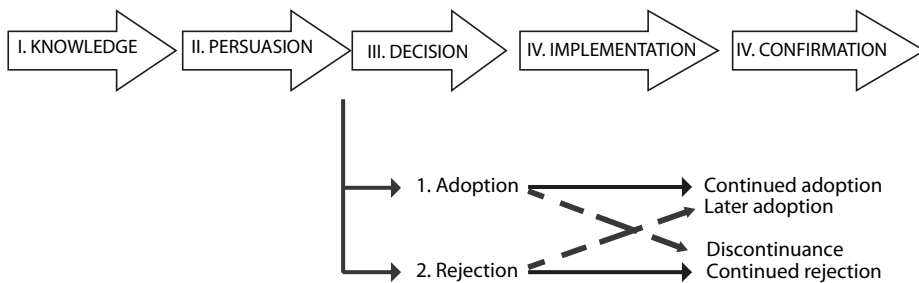 I. KNOWLEDGE
II. PERSUASION
III. DECISION
IV. IMPLEMENTATION
IV. CONFIRMATION
1. Adoption
Continued adoption
Later adoption
Discontinuance
2. Rejection
Continued rejection